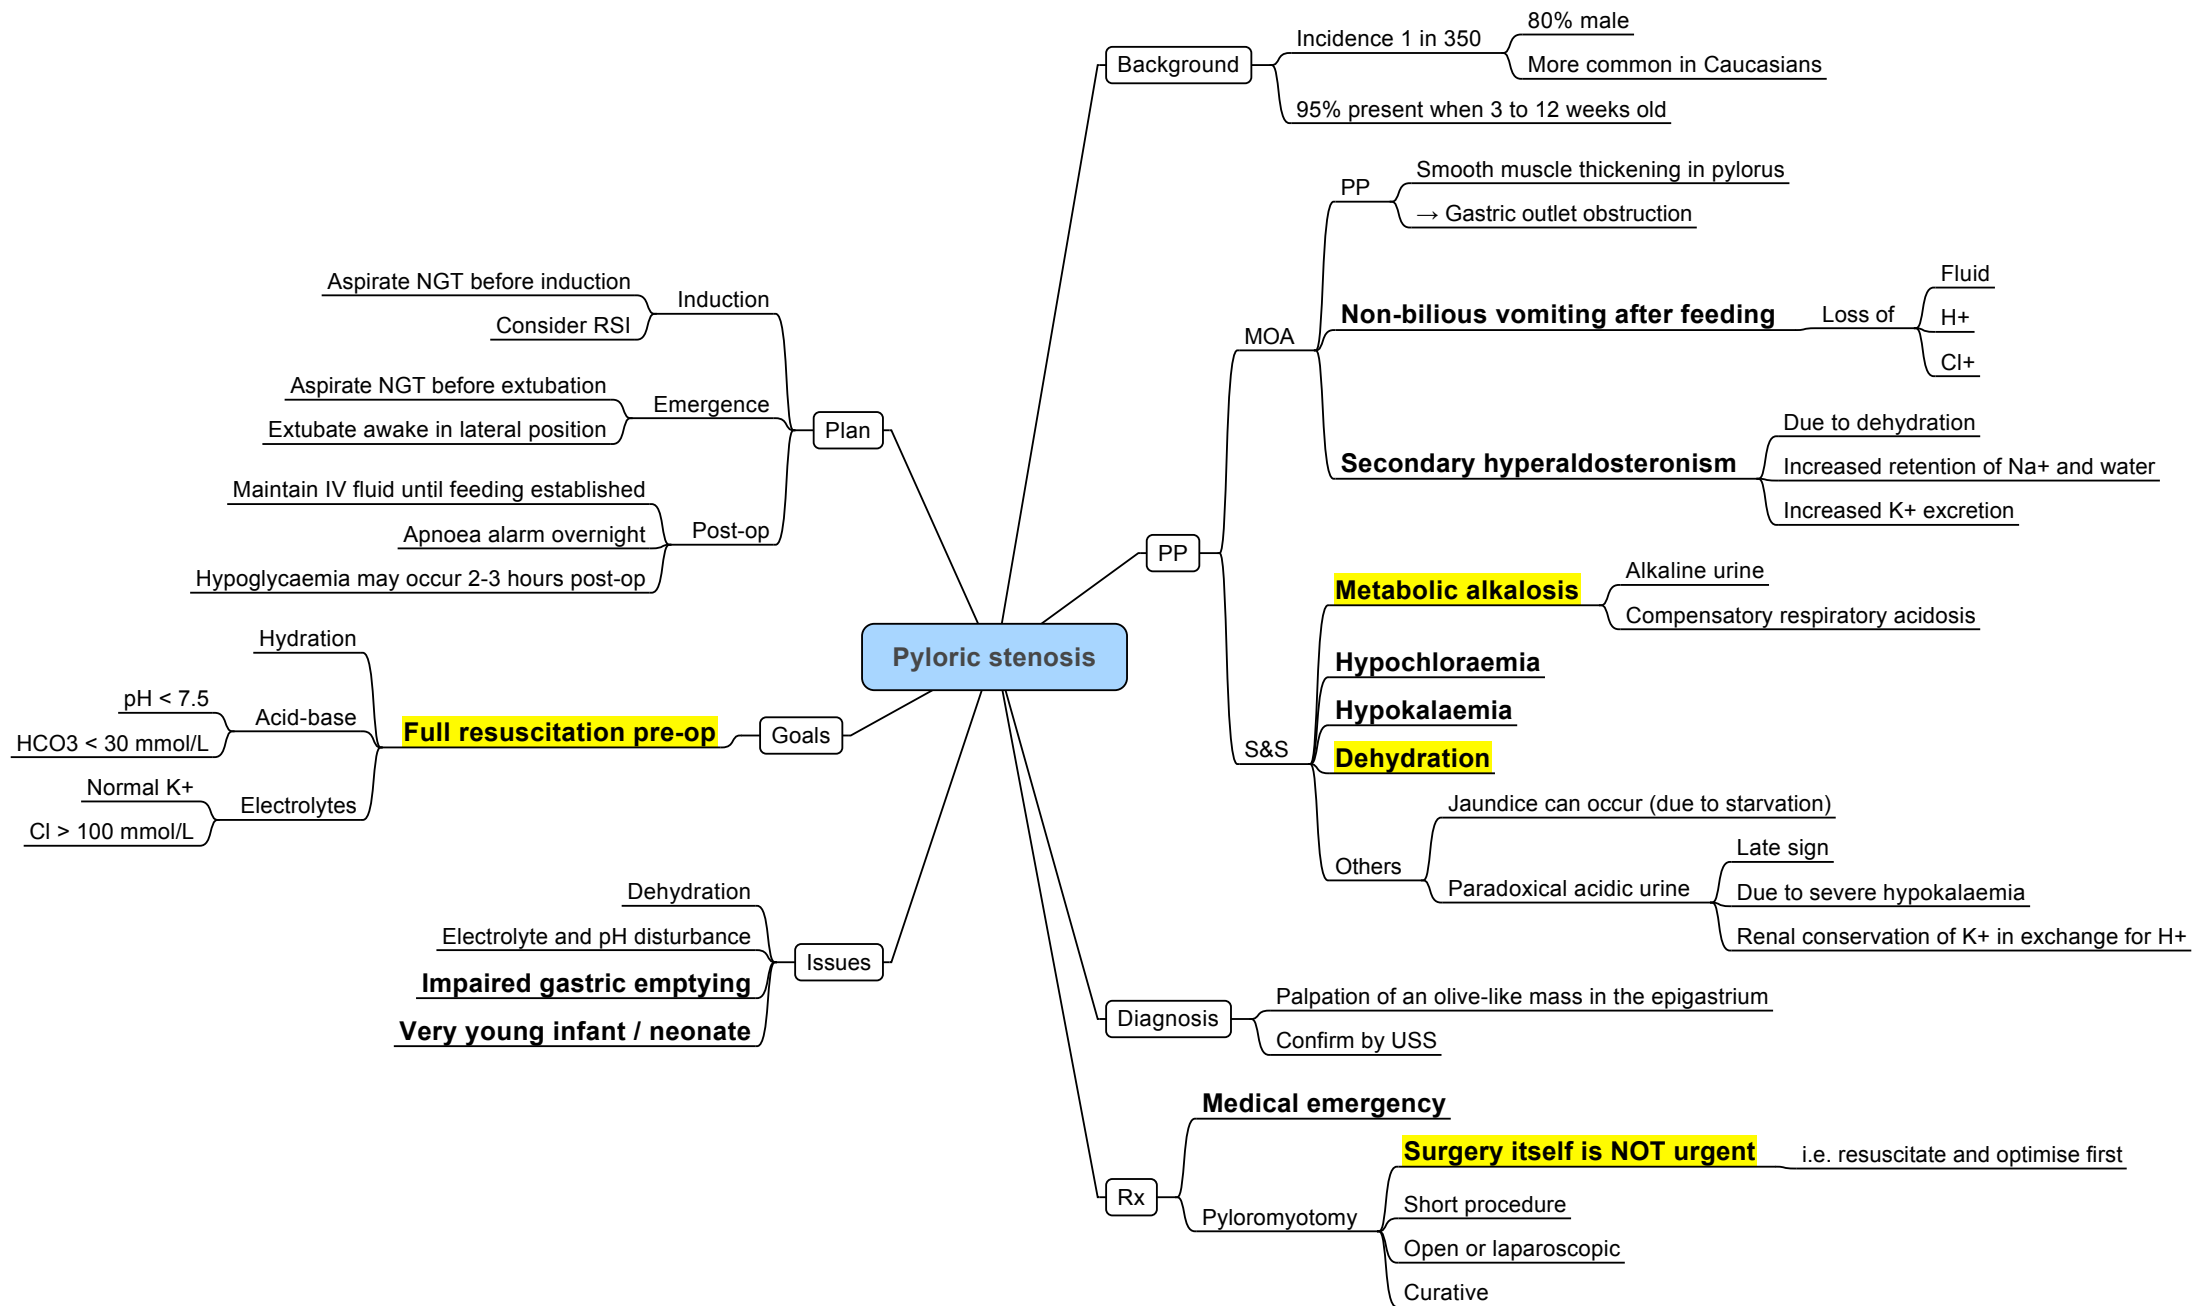 Pyloric stenosis
Background
Incidence 1 in 350
80% male
More common in Caucasians
95% present when 3 to 12 weeks old
PP
MOA
PP
Smooth muscle thickening in pylorus
→ Gastric outlet obstruction
Non-bilious vomiting after feeding
Loss of
Fluid
H+
Cl+
Secondary hyperaldosteronism
Due to dehydration
Increased retention of Na+ and water
Increased K+ excretion
S&S
Metabolic alkalosis
Alkaline urine
Compensatory respiratory acidosis
Hypochloraemia
Hypokalaemia
Dehydration
Others
Jaundice can occur (due to starvation)
Paradoxical acidic urine
Late sign
Due to severe hypokalaemia
Renal conservation of K+ in exchange for H+
Diagnosis
Palpation of an olive-like mass in the epigastrium
Confirm by USS
Rx
Medical emergency
Pyloromyotomy
Surgery itself is NOT urgent
i.e. resuscitate and optimise first
Short procedure
Open or laparoscopic
Curative
Issues
Dehydration
Electrolyte and pH disturbance
Impaired gastric emptying
Very young infant / neonate
Goals
Full resuscitation pre-op
Hydration
Acid-base
pH < 7.5
HCO3 < 30 mmol/L
Electrolytes
Normal K+
Cl > 100 mmol/L
Plan
Induction
Aspirate NGT before induction
Consider RSI
Emergence
Aspirate NGT before extubation
Extubate awake in lateral position
Post-op
Maintain IV fluid until feeding established
Apnoea alarm overnight
Hypoglycaemia may occur 2-3 hours post-op